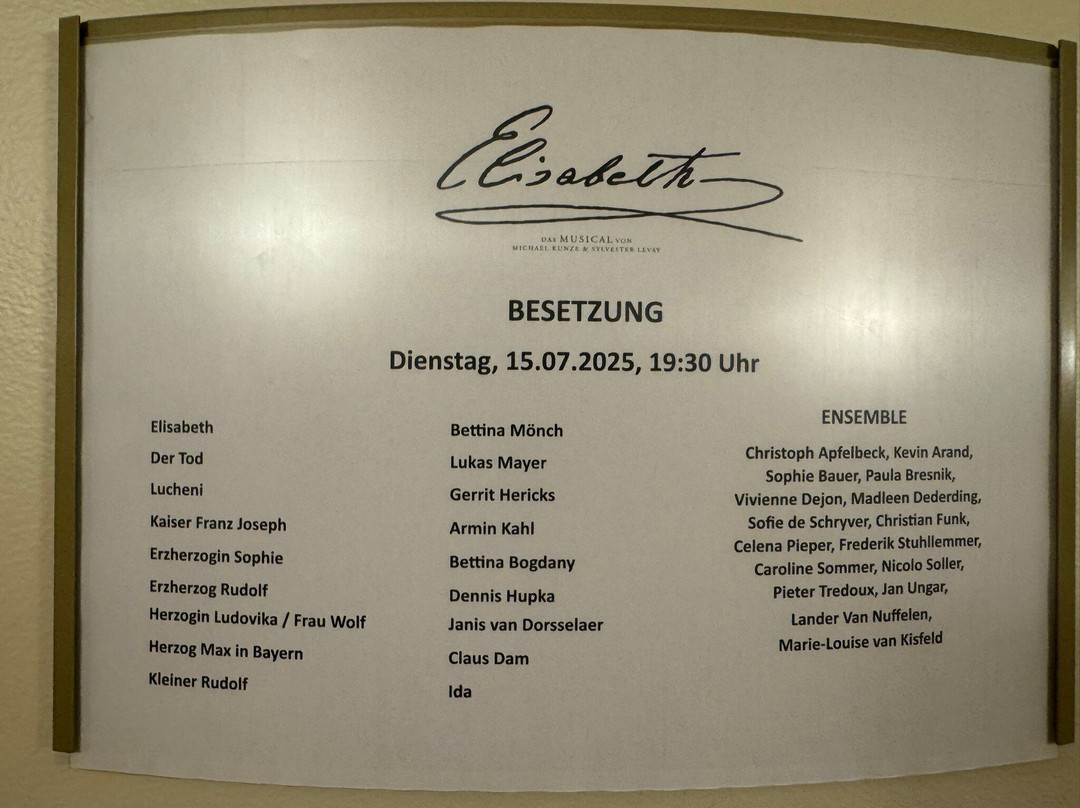 Elisabeth
DAS MUSICAL VON
MICHAEL KUNZE & SYLVESTER LEVAY
BESETZUNG
Dienstag, 15.07.2025, 19:30 Uhr
Elisabeth Bettina Mönch
Der Tod Lukas Mayer
Lucheni Gerrit Hericks
Kaiser Franz Joseph Armin Kahl
Erzherzogin Sophie Bettina Bogdany
Erzherzog Rudolf Dennis Hupka
Herzogin Ludovika / Frau Wolf Janis van Dorsselaer
Herzog Max in Bayern Claus Dam
Kleiner Rudolf Ida
ENSEMBLE
Christoph Apfelbeck, Kevin Arand,
Sophie Bauer, Paula Bresnik,
Vivienne Dejon, Madleen Dederding,
Sofie de Schryver, Christian Funk,
Celena Pieper, Frederik Stuhllemmer,
Caroline Sommer, Nicolo Soller,
Pieter Tredoux, Jan Ungar,
Lander Van Nuffelen,
Marie-Louise van Kisfeld